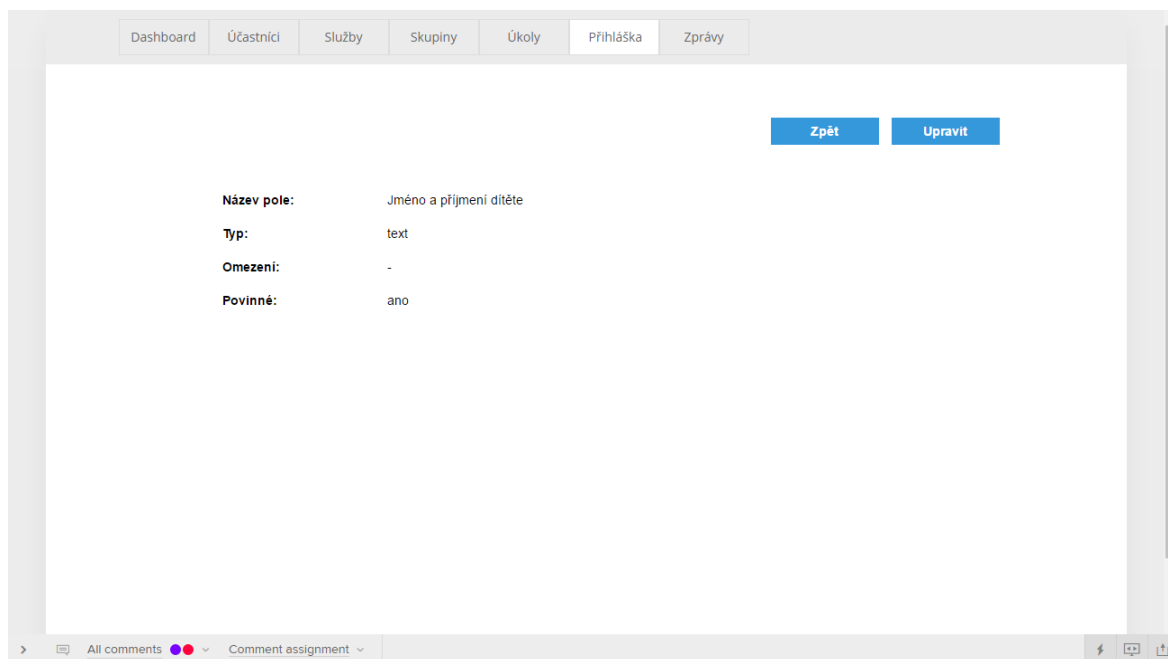 Dashboard Účastníci Služby Skupiny Úkoly Přihláška Zprávy
Zpět Upravit
Název pole: Jméno a příjmení dítěte
Typ: text
Omezení: -
Povinné: ano
All comments Comment assignment